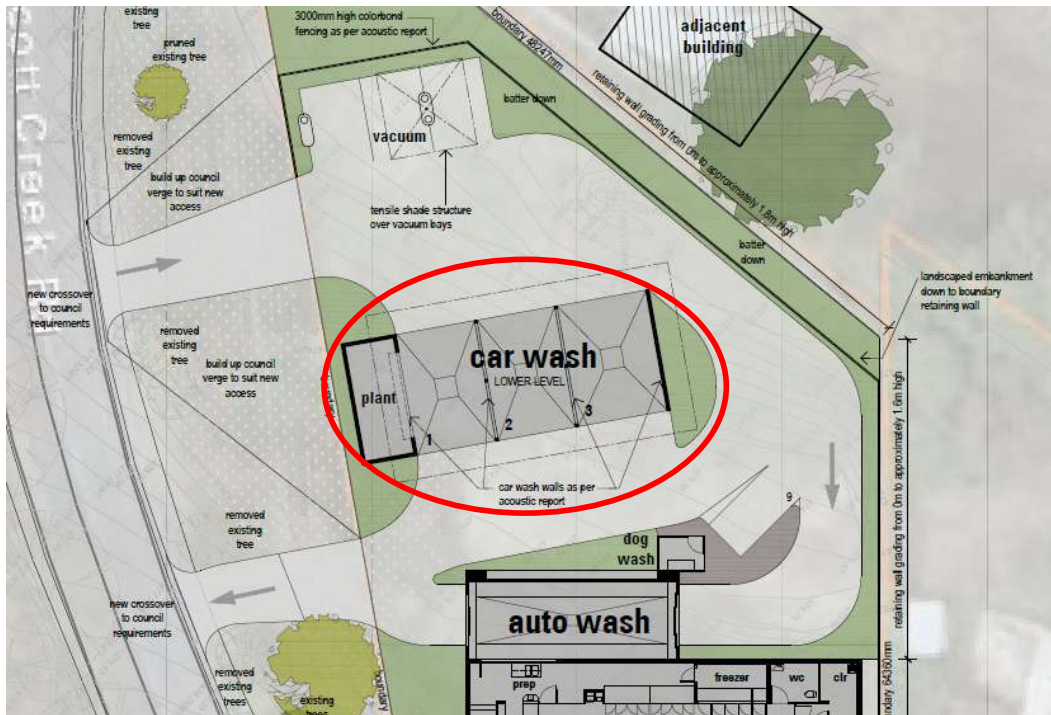 existing
tree
pruned
existing tree
3000mm high colorbond
fencing as per acoustic report
boundary 48247mm
adjacent
building
retaining wall grading from 0m to approximately 1.8m high
batter down
vacuum
removed
existing
tree
build up council
verge to suit new
access
tensile shade structure
over vacuum bays
batter
down
landscaped embankment
down to boundary
retaining wall
new crossover
to council
requirements
removed
existing
tree
build up council
verge to suit new
access
car wash
LOWER LEVEL
plant
1
2
3
car wash walls as per
acoustic report
retaining wall grading from 0m to approximately 1.6m high
9
removed
existing
tree
dog
wash
auto wash
new crossover
to council
requirements
removed
existing
trees
existing
trees
boundary
prep
freezer
wc
clr
boundary 64360mm